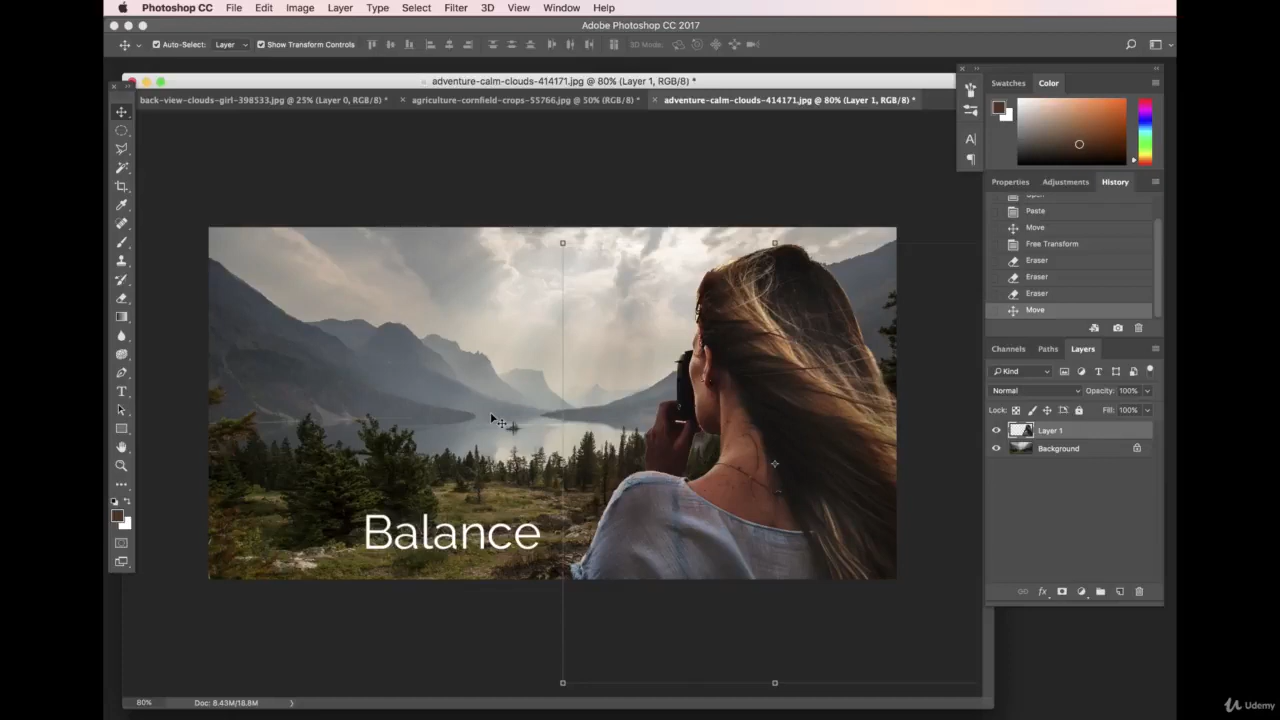 Photoshop CC File Edit Image Layer Type Select Filter 3D View Window Help
Adobe Photoshop CC 2017
Auto-Select: Layer Show Transform Controls 3D Mode:
adventure-calm-clouds-414171.jpg @ 80% (Layer 1, RGB/8) *
back-view-clouds-girl-398533.jpg @ 25% (Layer 0, RGB/8) * agriculture-cornfield-crops-55766.jpg @ 50% (RGB/8) * adventure-calm-clouds-414171.jpg @ 80% (Layer 1, RGB/8) *
Swatches Color
Properties Adjustments History
Paste
Move
Free Transform
Eraser
Eraser
Eraser
Move
Channels Paths Layers
Kind
Normal Opacity: 100%
Lock: Fill: 100%
Layer 1
Background
Balance
80% Doc: 8.43M/18.8M
Udemy